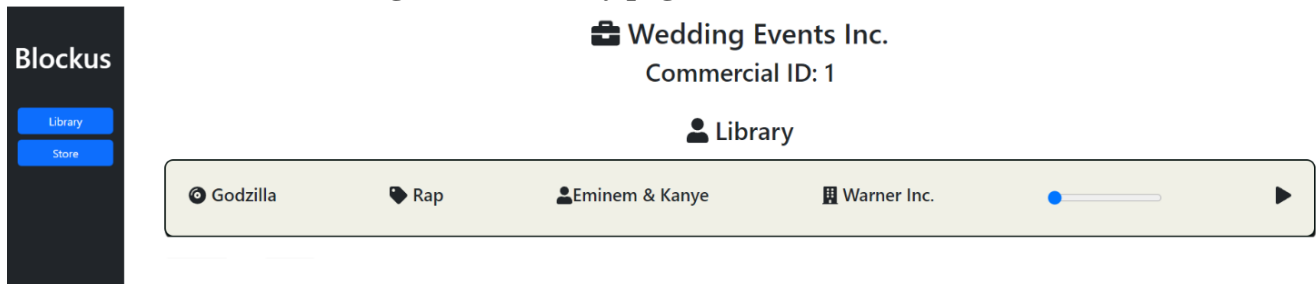 Wedding Events Inc.
Commercial ID: 1
Blockus
Library
Store
Library
Godzilla Rap Eminem & Kanye Warner Inc.